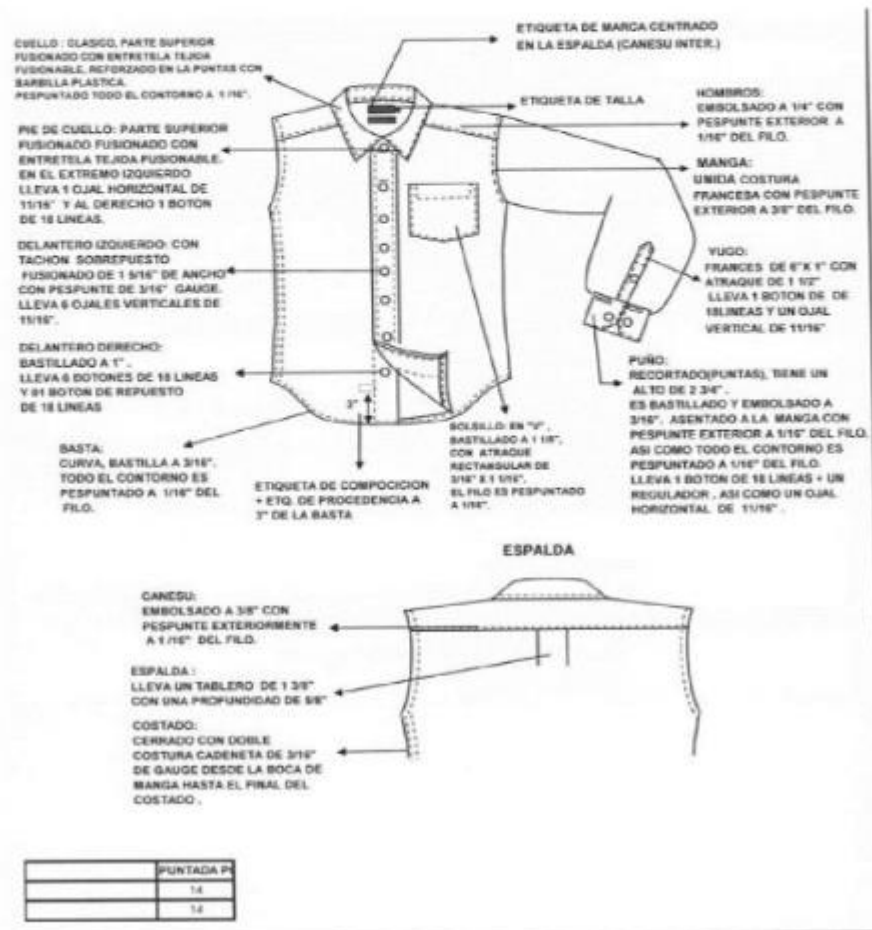 CUELLO : CLASICO, PARTE SUPERIOR
FUSIONADO CON ENTRETELA TEJIDA
FUSIONABLE, REFORZADO EN LA PUNTAS CON
BARBILLA PLASTICA.
PESPUNTADO TODO EL CONTORNO A 1 /16".
PIE DE CUELLO: PARTE SUPERIOR
FUSIONADO FUSIONADO CON
ENTRETELA TEJIDA FUSIONABLE.
EN EL EXTREMO IZQUIERDO
LLEVA 1 OJAL HORIZONTAL DE
11/16" Y AL DERECHO 1 BOTON
DE 18 LINEAS.
DELANTERO IZQUIERDO: CON
TACHON SOBREPUESTO
FUSIONADO DE 1 5/16" DE ANCHO
CON PESPUNTE DE 3/16" GAUGE.
LLEVA 6 OJALES VERTICALES DE
11/16".
DELANTERO DERECHO:
BASTILLADO A 1" .
LLEVA 6 BOTONES DE 18 LINEAS
Y 01 BOTON DE REPUESTO
DE 18 LINEAS
BASTA:
CURVA, BASTILLA A 3/16".
TODO EL CONTORNO ES
PESPUNTADO A 1/16" DEL
FILO.
ETIQUETA DE MARCA CENTRADO
EN LA ESPALDA (CANESU INTER.)
ETIQUETA DE TALLA
3"
ETIQUETA DE COMPOCICION
+ ETQ. DE PROCEDENCIA A
3" DE LA BASTA
BOLSILLO: EN "U" ,
BASTILLADO A 1 1/8",
CON ATRAQUE
RECTANGULAR DE
3/16" X 1 1/16".
EL FILO ES PESPUNTADO
A 1/16".
HOMBROS:
EMBOLSADO A 1/4" CON
PESPUNTE EXTERIOR A
1/16" DEL FILO.
MANGA:
UNIDA COSTURA
FRANCESA CON PESPUNTE
EXTERIOR A 3/8" DEL FILO.
YUGO:
FRANCES DE 6"X 1" CON
ATRAQUE DE 1 1/2"
LLEVA 1 BOTON DE DE
18LINEAS Y UN OJAL
VERTICAL DE 11/16"
PUÑO:
RECORTADO(PUNTAS), TIENE UN
ALTO DE 2 3/4" .
ES BASTILLADO Y EMBOLSADO A
3/16". ASENTADO A LA MANGA CON
PESPUNTE EXTERIOR A 1/16" DEL FILO.
ASI COMO TODO EL CONTORNO ES
PESPUNTADO A 1/16" DEL FILO.
LLEVA 1 BOTON DE 18 LINEAS + UN
REGULADOR , ASI COMO UN OJAL
HORIZONTAL DE 11/16" .
ESPALDA
CANESU:
EMBOLSADO A 3/8" CON
PESPUNTE EXTERIORMENTE
A 1 /16" DEL FILO.
ESPALDA :
LLEVA UN TABLERO DE 1 3/8"
CON UNA PROFUNDIDAD DE 5/8"
COSTADO:
CERRADO CON DOBLE
COSTURA CADENETA DE 3/16"
DE GAUGE DESDE LA BOCA DE
MANGA HASTA EL FINAL DEL
COSTADO .
PUNTADA P
14
14